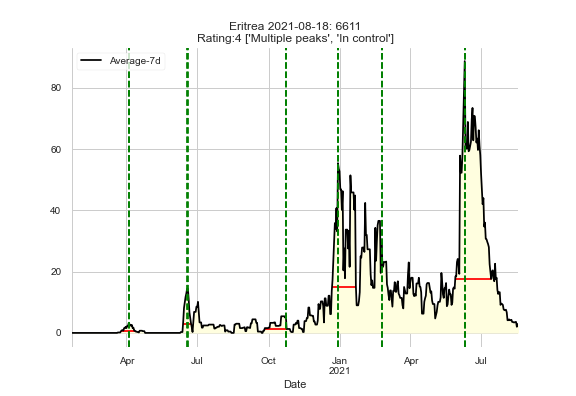 Eritrea 2021-08-18: 6611
Rating:4 ['Multiple peaks', 'In control']
Average-7d
80
60
40
20
0
Apr Jul Oct Jan Apr Jul
2021
Date